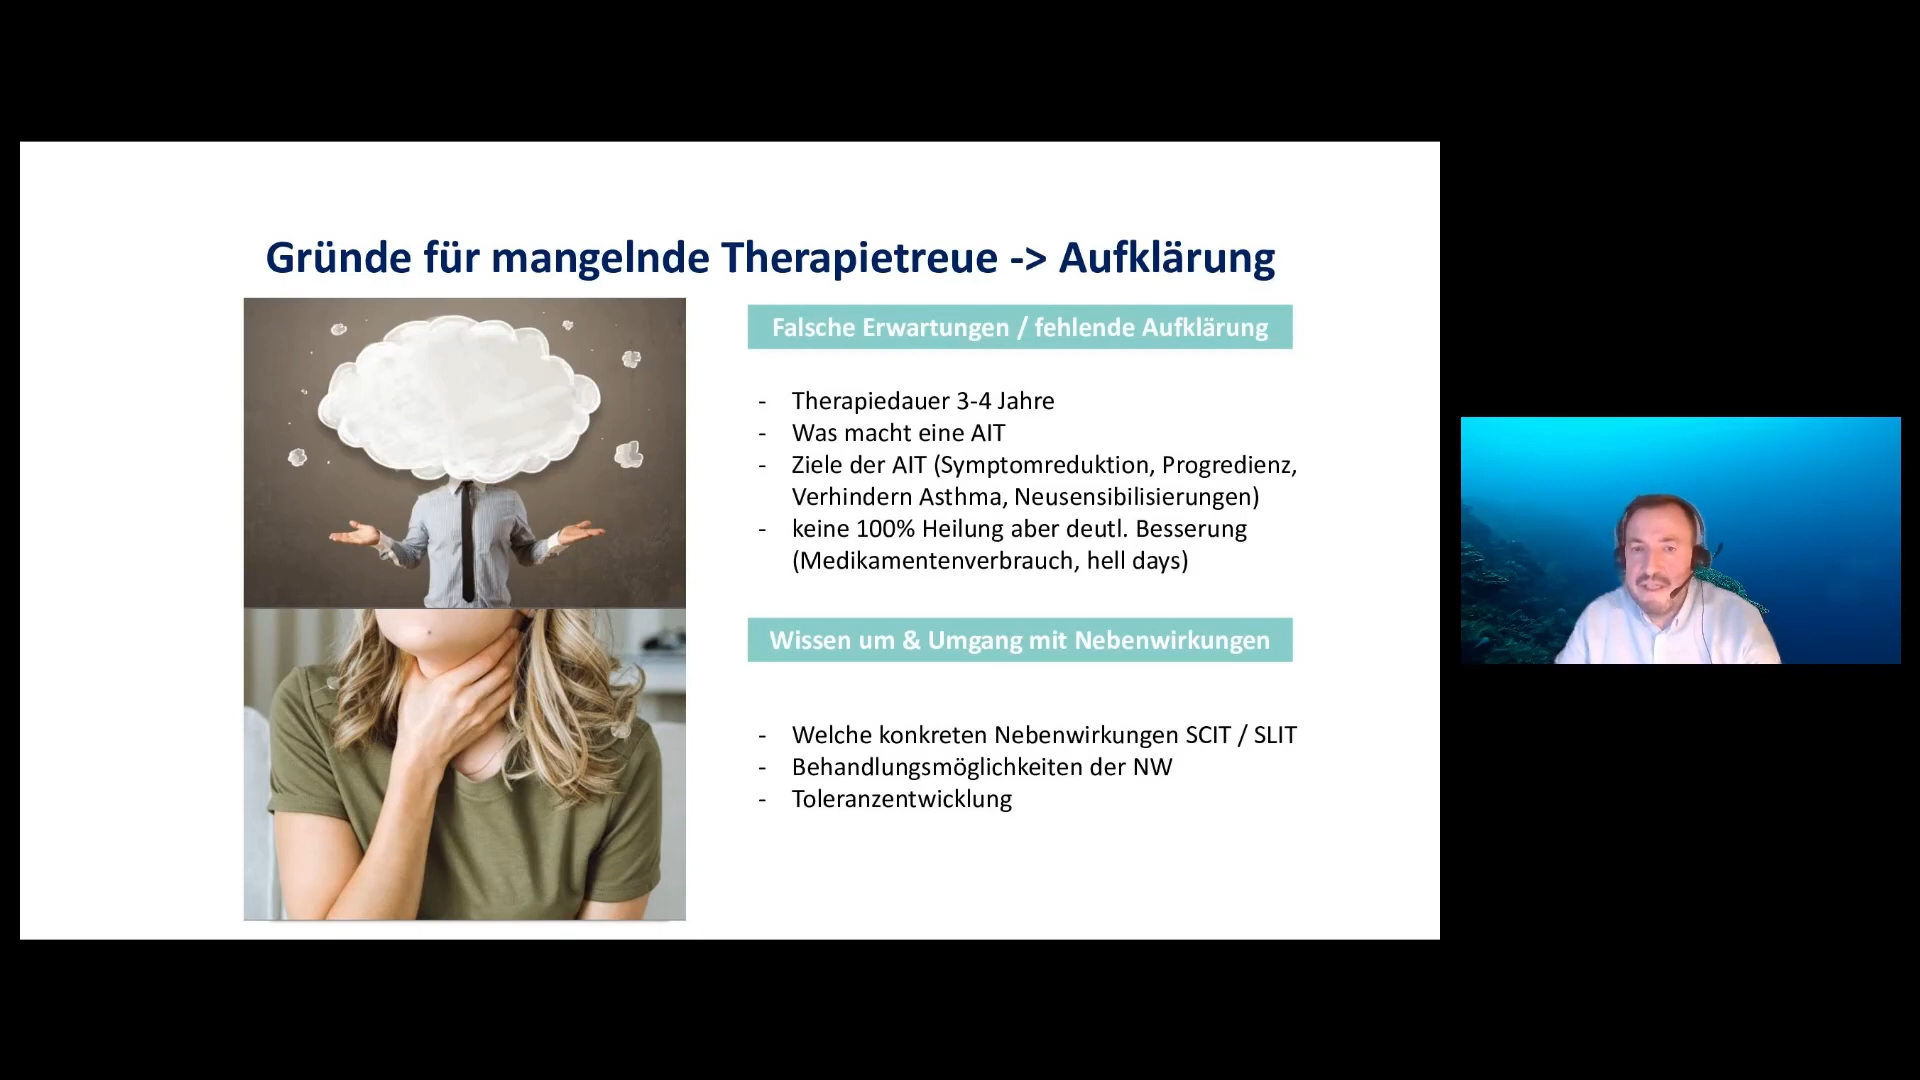 Gründe für mangelnde Therapietreue -> Aufklärung
Falsche Erwartungen / fehlende Aufklärung
- Therapiedauer 3-4 Jahre
- Was macht eine AIT
- Ziele der AIT (Symptomreduktion, Progredienz,
Verhindern Asthma, Neusensibilisierungen)
- keine 100% Heilung aber deutl. Besserung
(Medikamentenverbrauch, hell days)
Wissen um & Umgang mit Nebenwirkungen
- Welche konkreten Nebenwirkungen SCIT / SLIT
- Behandlungsmöglichkeiten der NW
- Toleranzentwicklung